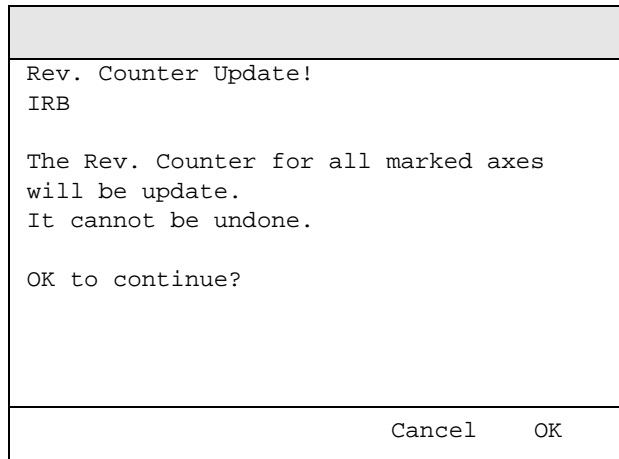 Rev. Counter Update!
IRB
The Rev. Counter for all marked axes
will be update.
It cannot be undone.
OK to continue?
Cancel OK